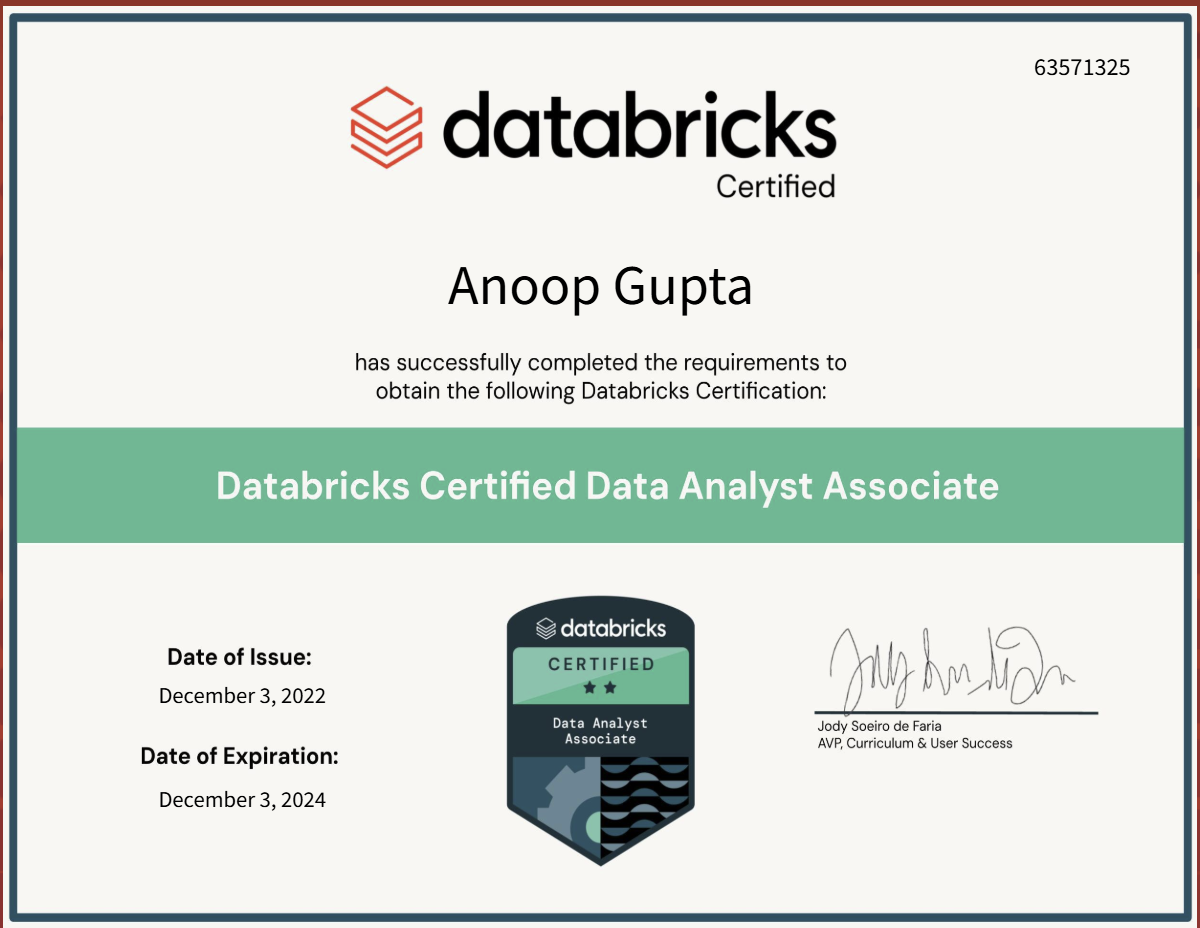 63571325
databricks
Certified
Anoop Gupta
has successfully completed the requirements to
obtain the following Databricks Certification:
Databricks Certified Data Analyst Associate
Date of Issue:
December 3, 2022
Date of Expiration:
December 3, 2024
databricks
CERTIFIED
Data Analyst
Associate
Jody Soeiro de Faria
AVP, Curriculum & User Success